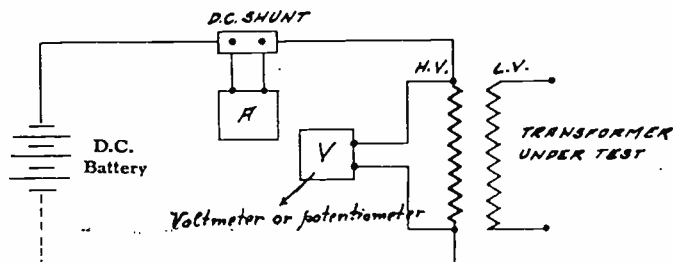 D.C. SHUNT
H.V.
L.V.
A
D.C.
Battery
V
TRANSFORMER
UNDER TEST
Voltmeter or potentiometer